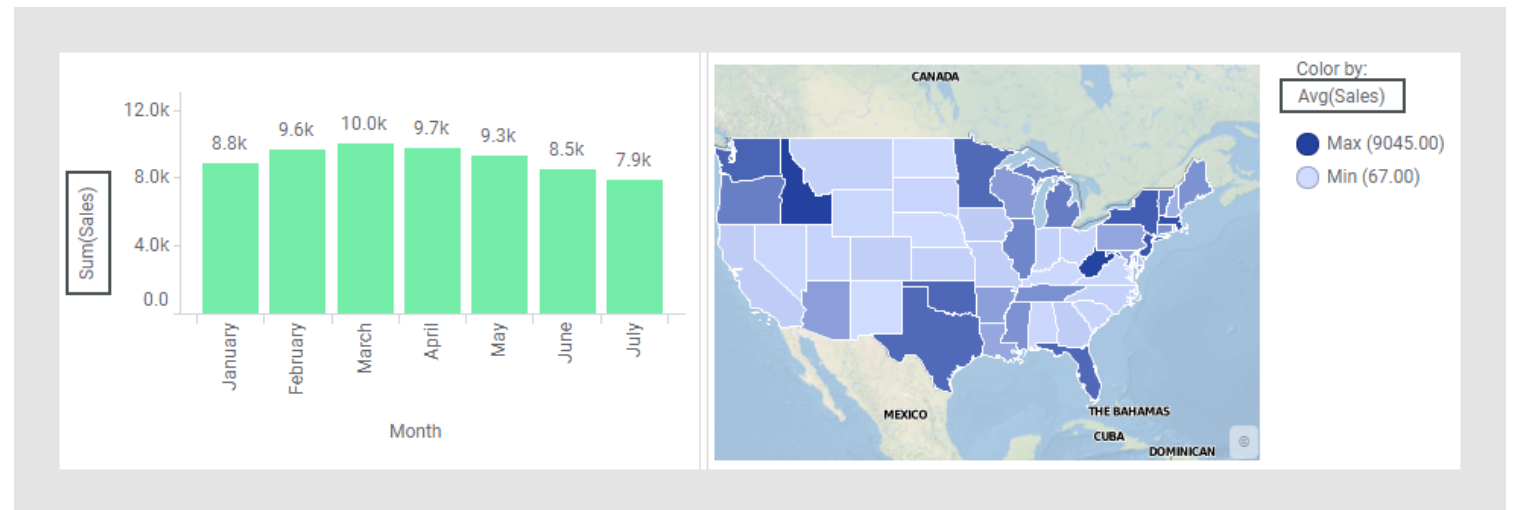 12.0k
8.0k
4.0k
0.0
Sum(Sales)
8.8k
9.6k
10.0k
9.7k
9.3k
8.5k
7.9k
January
February
March
April
May
June
July
Month
CANADA
MEXICO
THE BAHAMAS
CUBA
DOMINICAN
©
Color by:
Avg(Sales)
Max (9045.00)
Min (67.00)